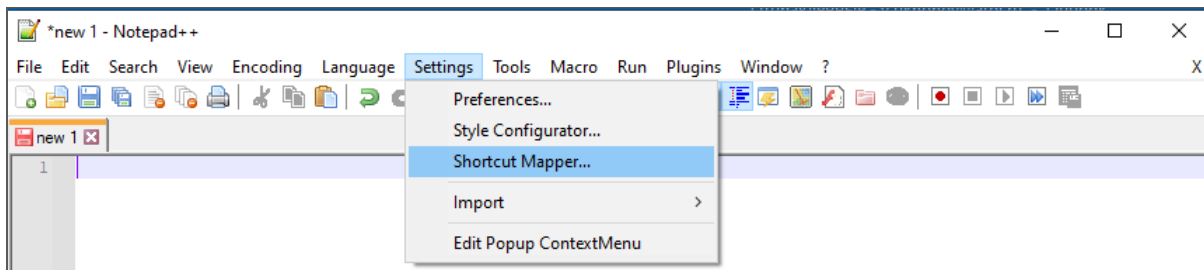 *new 1 - Notepad++
File Edit Search View Encoding Language Settings Tools Macro Run Plugins Window ? X
Preferences...
new 1
Style Configurator...
1
Shortcut Mapper...
Import
Edit Popup ContextMenu